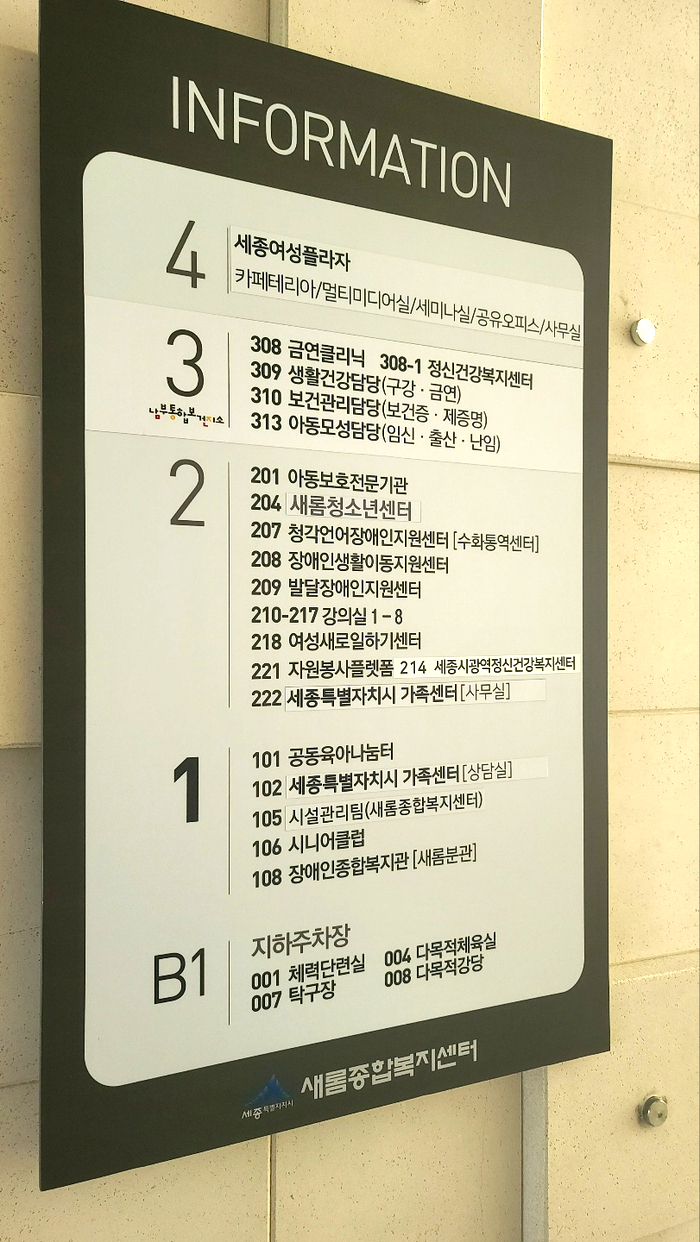 INFORMATION
4
세종여성플라자
카페테리아/멀티미디어실/세미나실/공유오피스/사무실
3
남부통합보건지소
308 금연클리닉 308-1 정신건강복지센터
309 생활건강담당(구강 · 금연)
310 보건관리담당(보건증 · 제증명)
313 아동모성담당(임신 · 출산 · 난임)
2
201 아동보호전문기관
204 새롬청소년센터
207 청각언어장애인지원센터 [수화통역센터]
208 장애인생활이동지원센터
209 발달장애인지원센터
210-217 강의실 1 – 8
218 여성새로일하기센터
221 자원봉사플렛폼 214 세종시광역정신건강복지센터
222 세종특별자치시 가족센터 [사무실]
1
101 공동육아나눔터
102 세종특별자치시 가족센터 [상담실]
105 시설관리팀(새롬종합복지센터)
106 시니어클럽
108 장애인종합복지관 [새롬분관]
B1
지하주차장
001 체력단련실 004 다목적체육실
007 탁구장 008 다목적강당
세종특별자치시 새롬종합복지센터